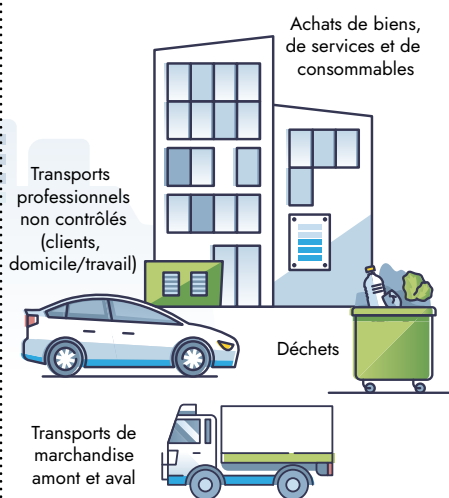 Achats de biens,
de services et de
consommables
Transports
professionnels
non contrôlés
(clients,
domicile/travail)
Déchets
Transports de
marchandise
amont et aval